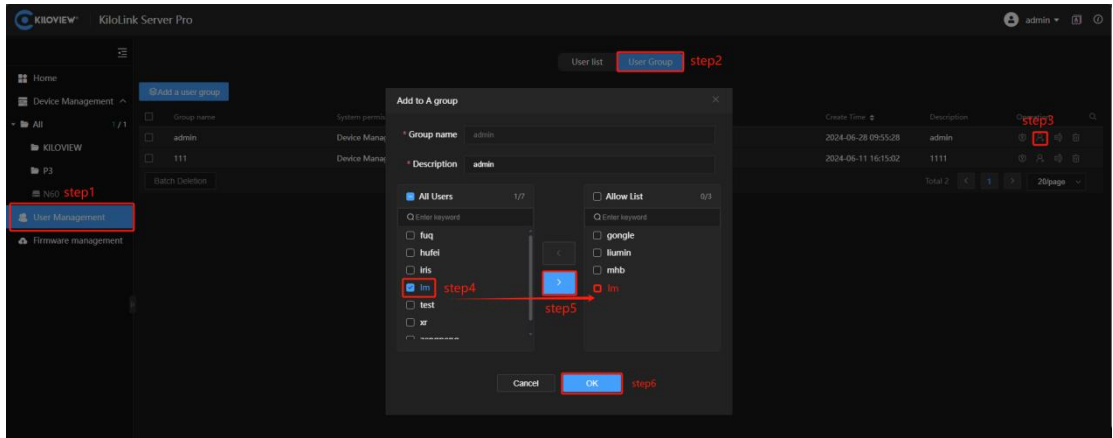 KILOVIEW KiloLink Server Pro admin
User list User Group step2
Home
Add a user group
Device Management
Add to A group
Group name System permis Create Time Description
step3
All 1/1
* Group name admin
admin Device Manag 2024-06-28 09:55:28 admin
KILOVIEW
111 Device Manag 2024-06-11 16:15:02 1111
* Description admin
P3
Batch Deletion Total 2 < 1 > 20/page
N60 step1
All Users 1/7 Allow List 0/3
User Management
Enter keyword Enter keyword
fuq gongle
Firmware management
hufei < liumin
iris mhb
lm step4 > lm
test step5
xr
Cancel OK step6